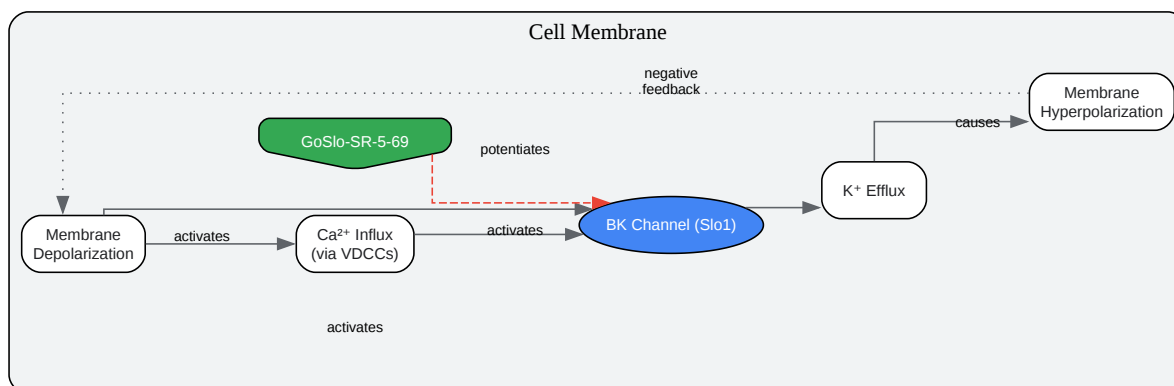 Cell Membrane
negative
feedback
Membrane
Hyperpolarization
causes
GoSlo-SR-5-69
potentiates
K⁺ Efflux
Membrane
Depolarization
activates
Ca²⁺ Influx
(via VDCCs)
activates
BK Channel (Slo1)
activates